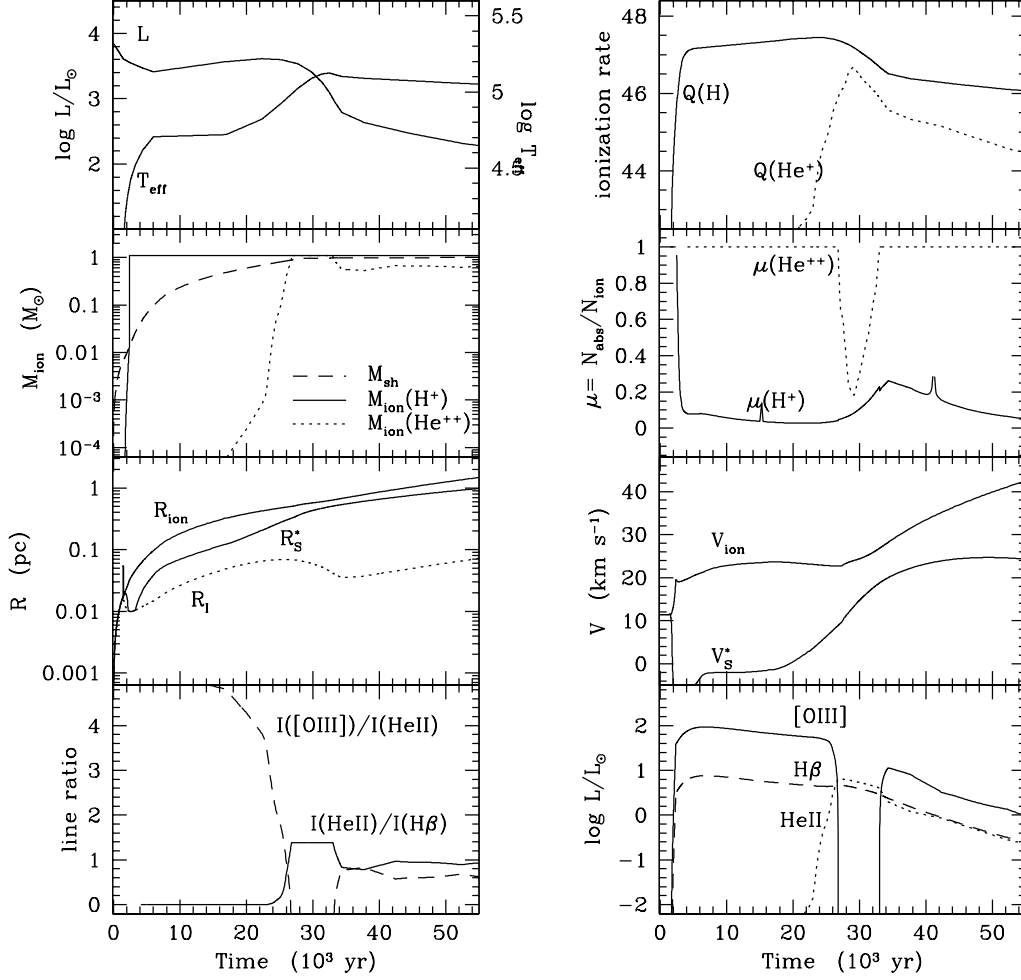 4
3
2
log L/L☉
L
T_eff
5.5
5
4.5
log T_eff
48
46
44
ionization rate
Q(H)
Q(He⁺)
1
0.1
0.01
10⁻³
10⁻⁴
M_ion (M☉)
M_sh
M_ion(H⁺)
M_ion(He⁺⁺)
1
0.8
0.6
0.4
0.2
0
μ= N_abs/N_ion
μ(He⁺⁺)
μ(H⁺)
1
0.1
0.01
0.001
R (pc)
R_ion
R_S*
R_I
40
30
20
10
0
V (km s⁻¹)
V_ion
V_S*
4
3
2
1
0
line ratio
I([OIII])/I(HeII)
I(HeII)/I(Hβ)
0 10 20 30 40 50
Time (10³ yr)
2
1
0
-1
-2
log L/L☉
[OIII]
Hβ
HeII
0 10 20 30 40 50
Time (10³ yr)